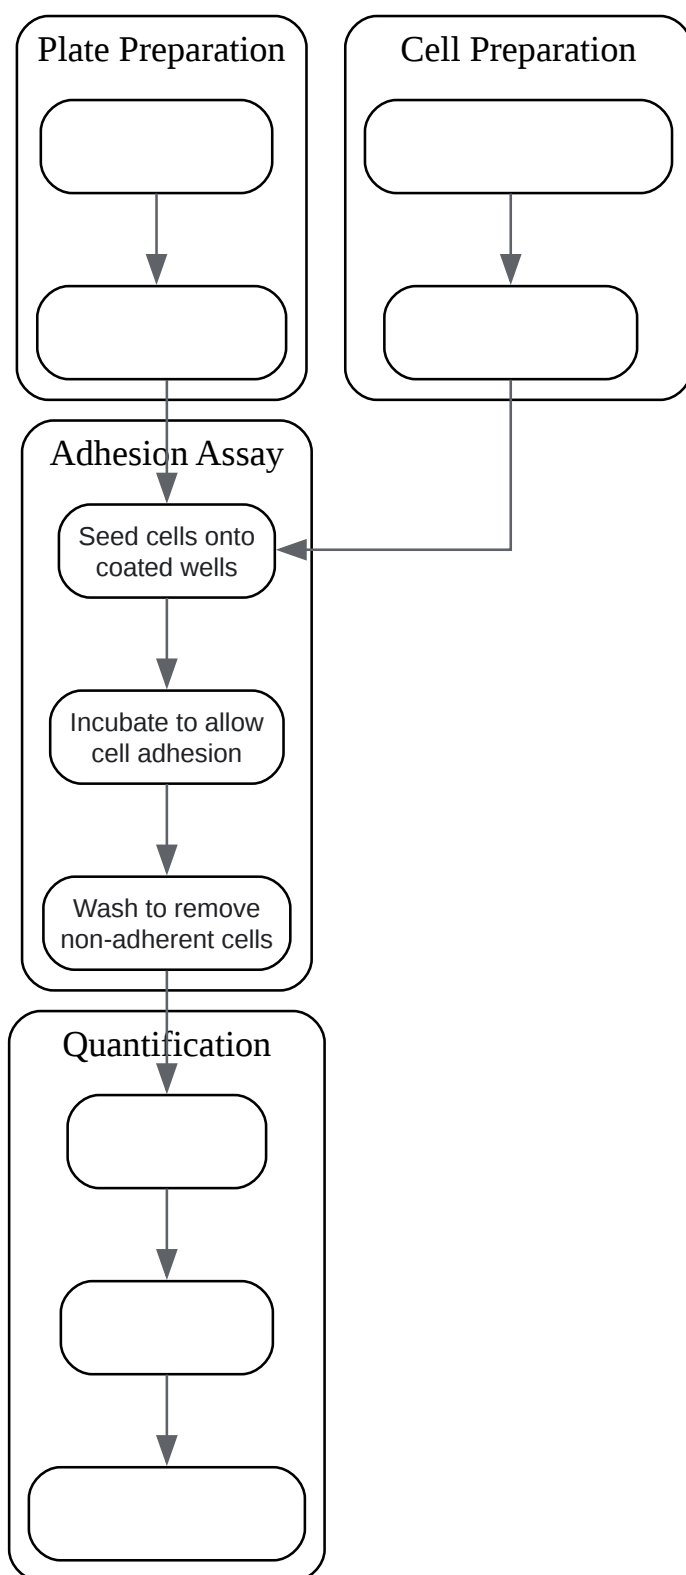 Plate Preparation
Cell Preparation
Adhesion Assay
Seed cells onto
coated wells
Incubate to allow
cell adhesion
Wash to remove
non-adherent cells
Quantification